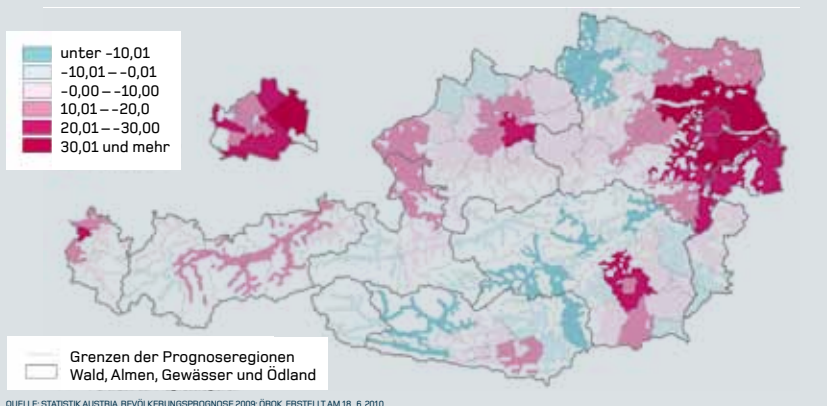 unter -10,01
-10,01 – -0,01
-0,00 – -10,00
10,01 – -20,0
20,01 – -30,00
30,01 und mehr
Grenzen der Prognoseregionen
Wald, Almen, Gewässer und Ödland
QUELLE: STATISTIK AUSTRIA, BEVÖLKERUNGSPROGNOSE 2009; ÖROK, ERSTELLT AM 18. 6. 2010